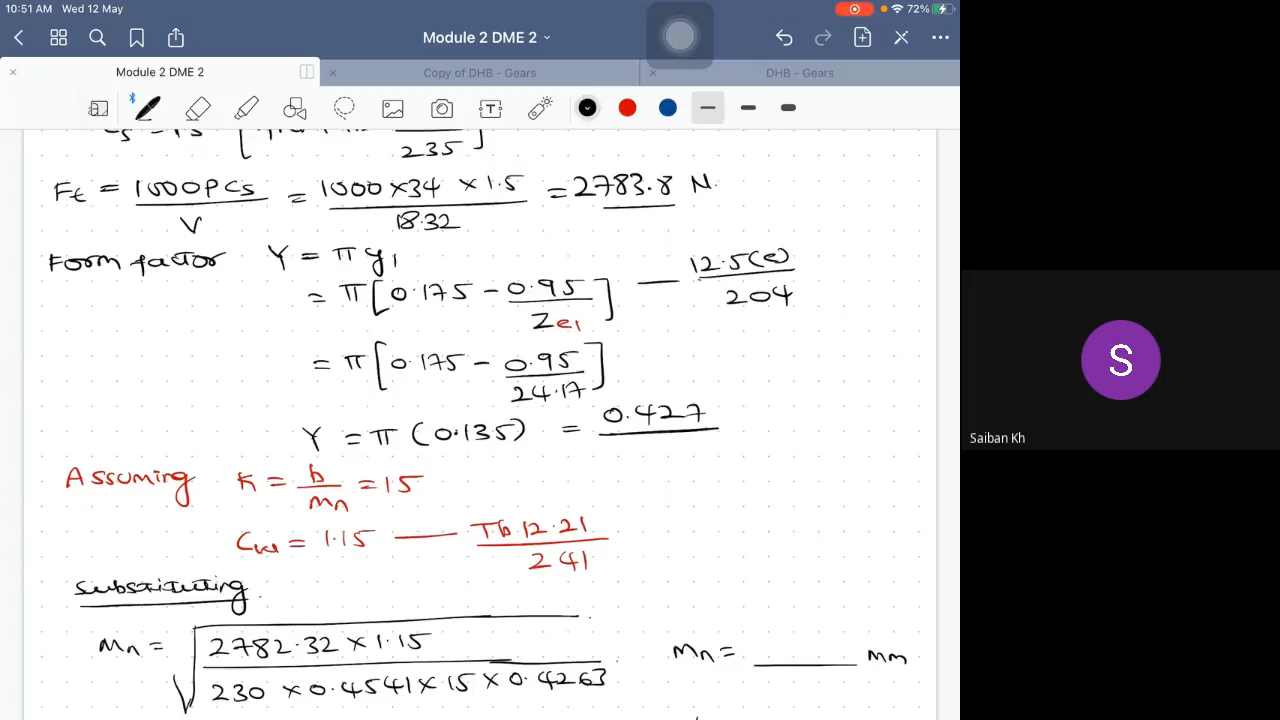 10:51 AM Wed 12 May 72%
Module 2 DME 2
Module 2 DME 2 Copy of DHB - Gears DHB - Gears
235
Ft = 1000PCs / V = 1000 × 34 × 1.5 / 18.32 = 2783.8 N.
Form factor Y = π y1
= π [0.175 - 0.95 / Ze1] — 12.5(e) / 204
= π [0.175 - 0.95 / 24.17]
Y = π (0.135) = 0.427
Assuming K = b / mn = 15
Cw = 1.15 — Tb 12.21 / 241
Substituting
Mn = √ 2782.32 × 1.15 / 230 × 0.4541 × 15 × 0.4263 Mn = ____ mm
S
Saiban Kh